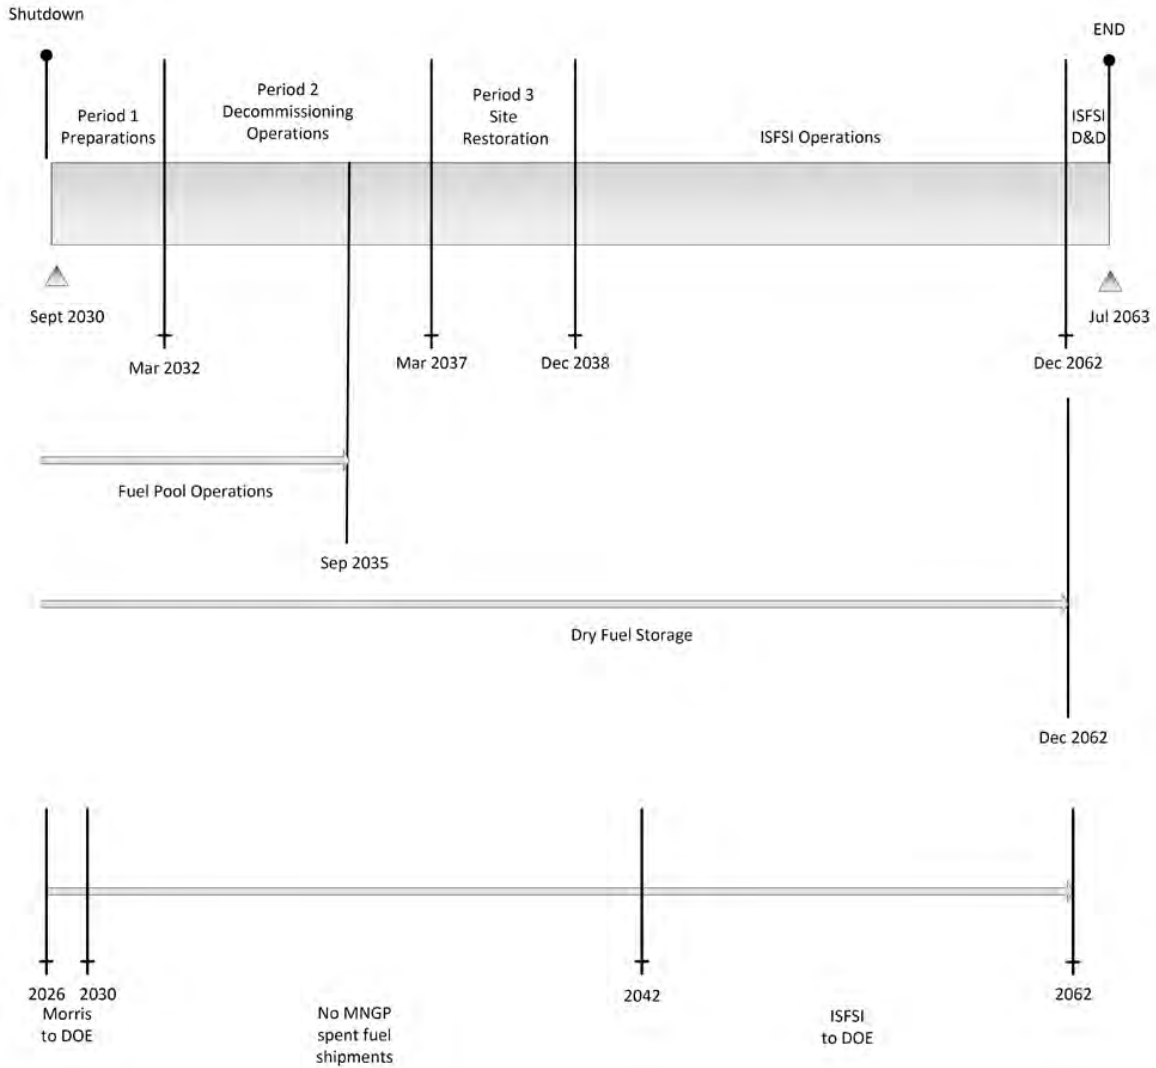 Shutdown
END
Period 1
Preparations
Period 2
Decommissioning
Operations
Period 3
Site
Restoration
ISFSI Operations
ISFSI
D&D
Sept 2030
Jul 2063
Mar 2032
Mar 2037
Dec 2038
Dec 2062
Fuel Pool Operations
Sep 2035
Dry Fuel Storage
Dec 2062
2026
2030
2042
2062
Morris
to DOE
No MNGP
spent fuel
shipments
ISFSI
to DOE